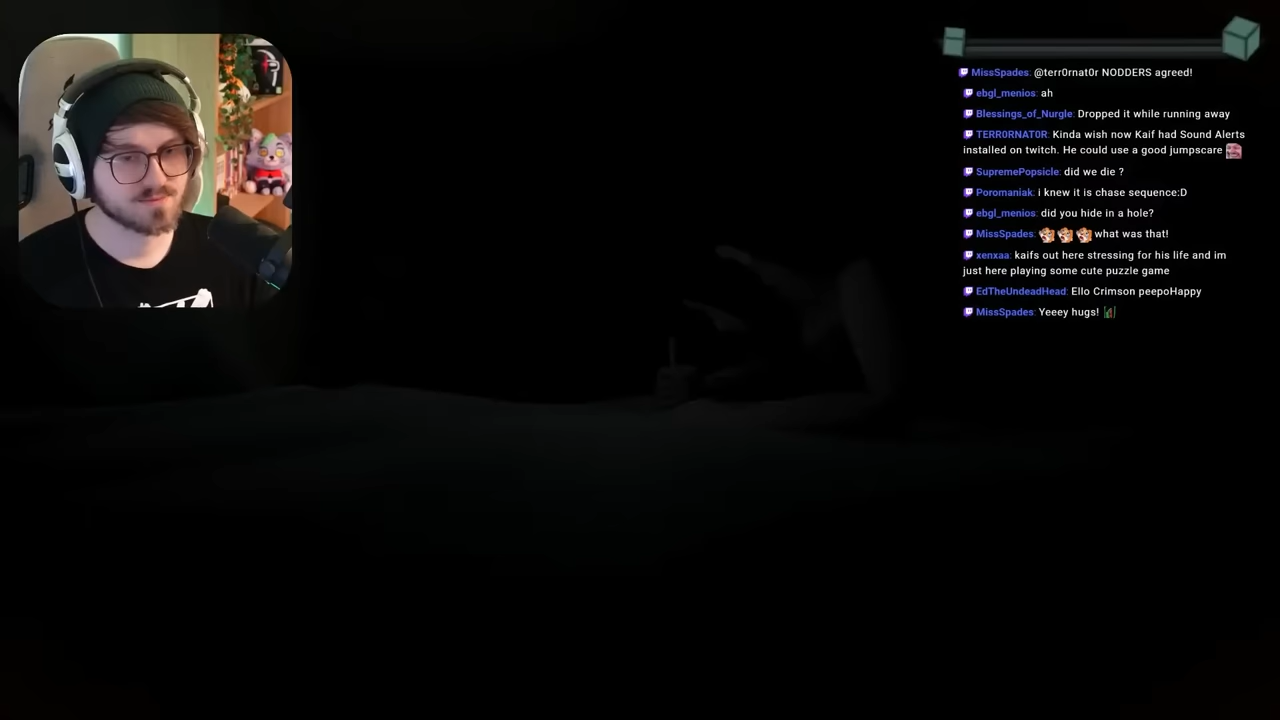 MissSpades: @terr0rnat0r NODDERS agreed!
ebgl_menios: ah
Blessings_of_Nurgle: Dropped it while running away
TERR0RNAT0R: Kinda wish now Kaif had Sound Alerts
installed on twitch. He could use a good jumpscare
SupremePopsicle: did we die ?
Poromaniak: i knew it is chase sequence:D
ebgl_menios: did you hide in a hole?
MissSpades: what was that!
xenxaa: kaifs out here stressing for his life and im
just here playing some cute puzzle game
EdTheUndeadHead: Ello Crimson peepoHappy
MissSpades: Yeeey hugs!